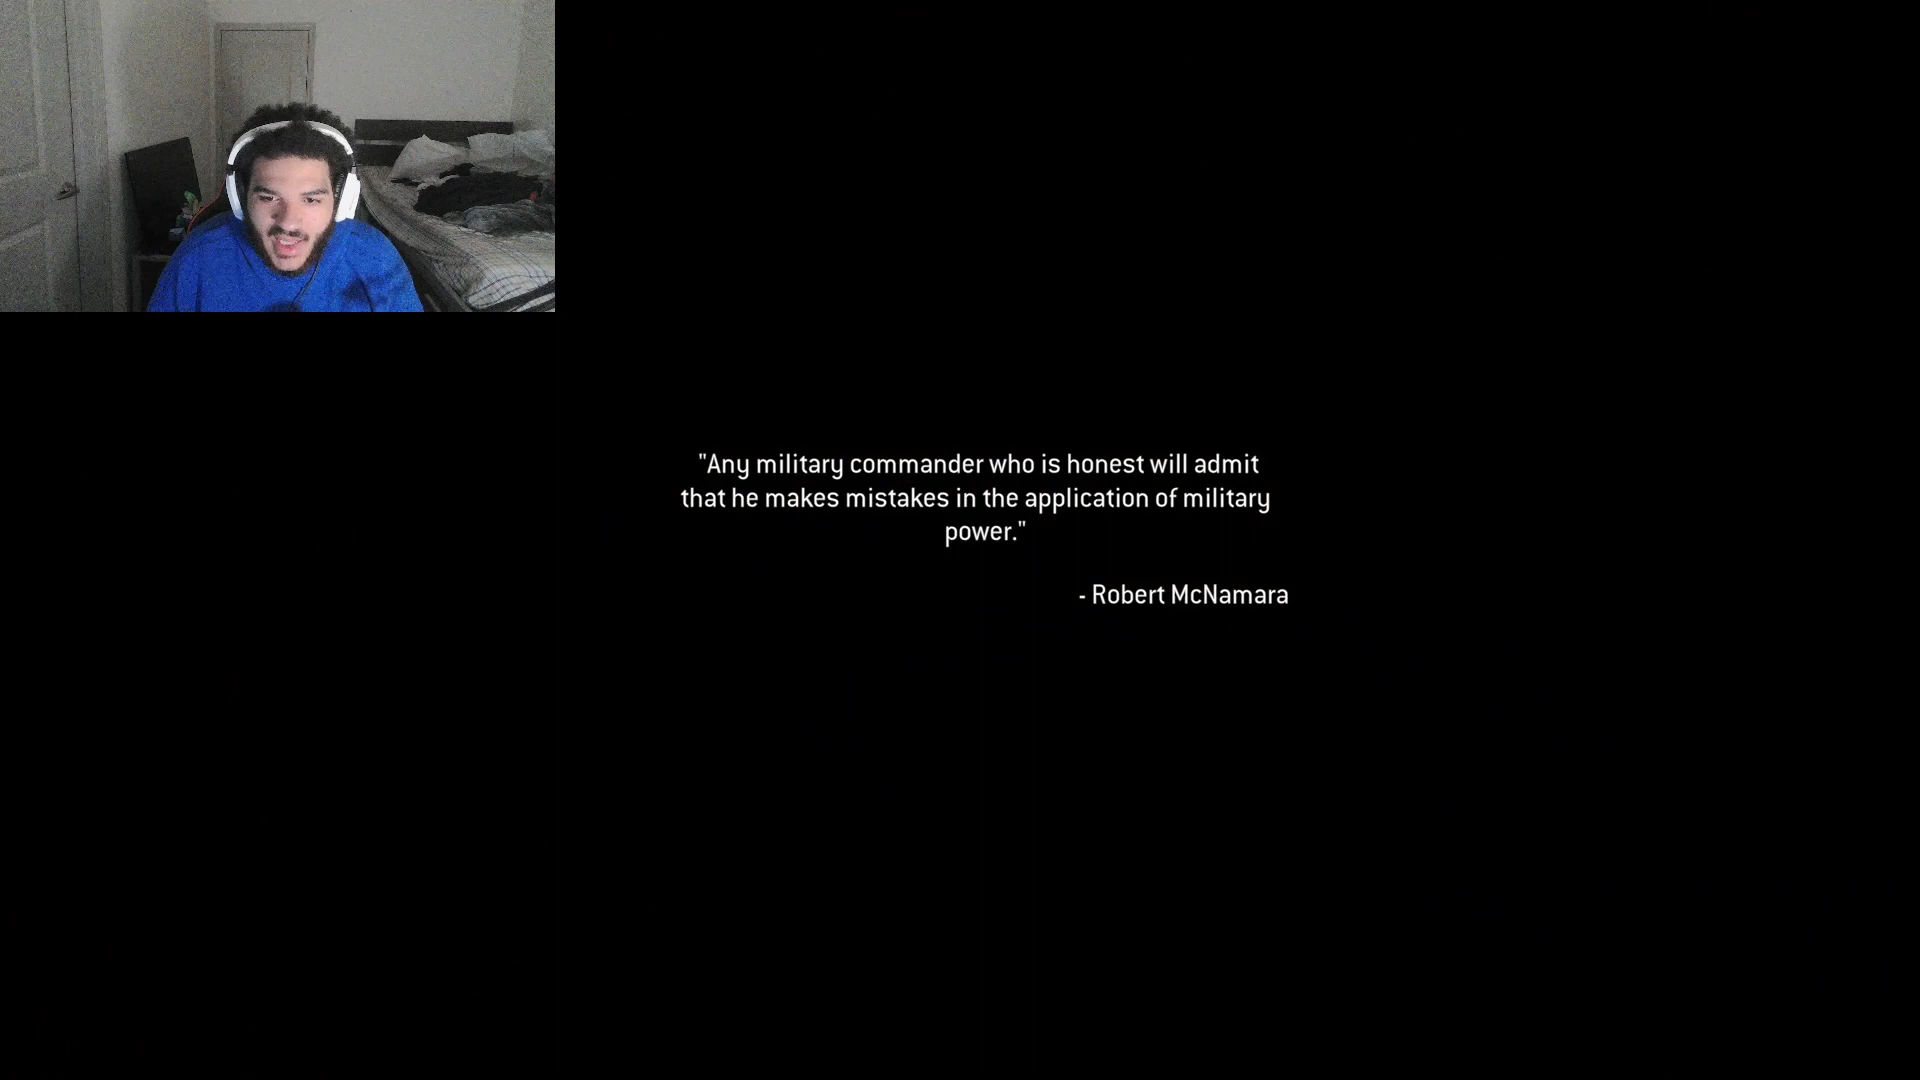 "Any military commander who is honest will admit
that he makes mistakes in the application of military
power."
- Robert McNamara